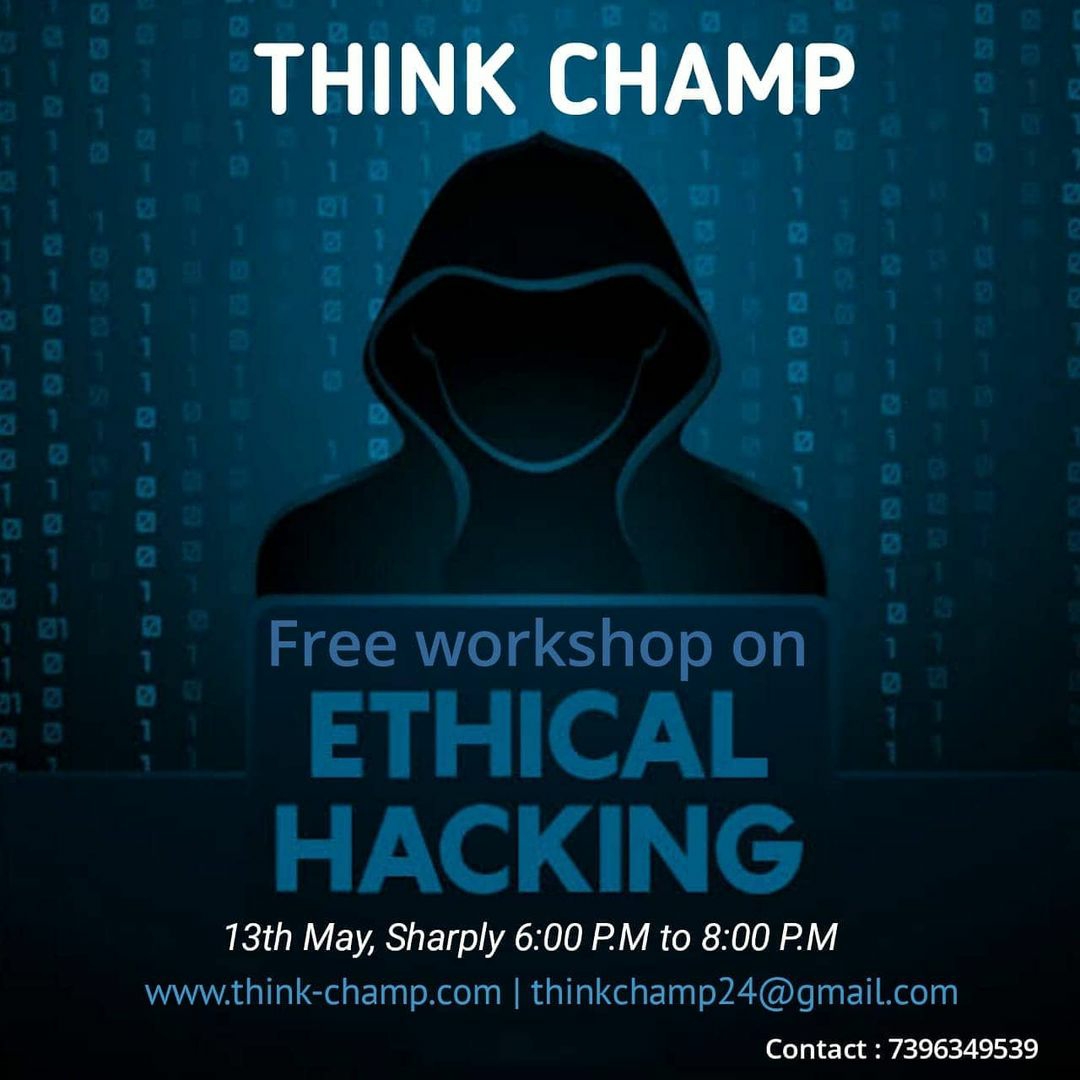 THINK CHAMP
Free workshop on
ETHICAL
HACKING
13th May, Sharply 6:00 P.M to 8:00 P.M
www.think-champ.com | thinkchamp24@gmail.com
Contact : 7396349539